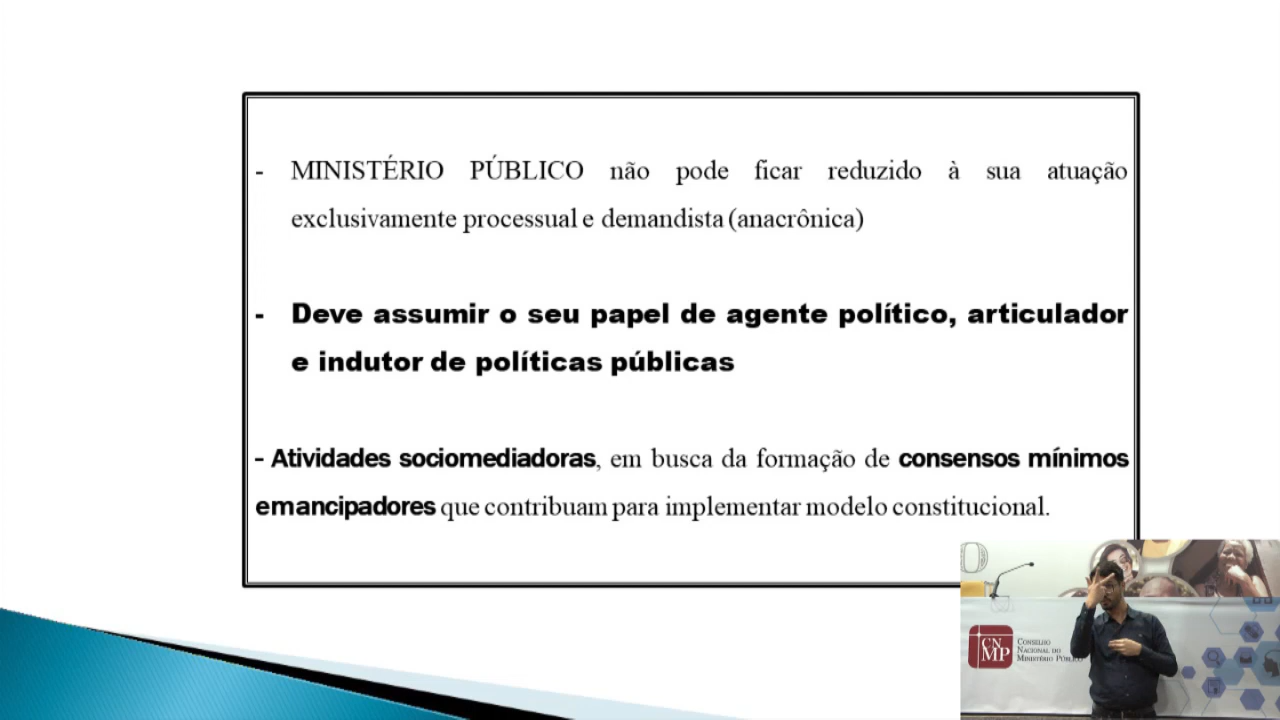 - MINISTÉRIO PÚBLICO não pode ficar reduzido à sua atuação
exclusivamente processual e demandista (anacrônica)
- Deve assumir o seu papel de agente político, articulador
e indutor de políticas públicas
- Atividades sociomediadoras, em busca da formação de consensos mínimos
emancipadores que contribuam para implementar modelo constitucional.
CN
MP
CONSELHO
NACIONAL DO
MINISTÉRIO PÚBLICO